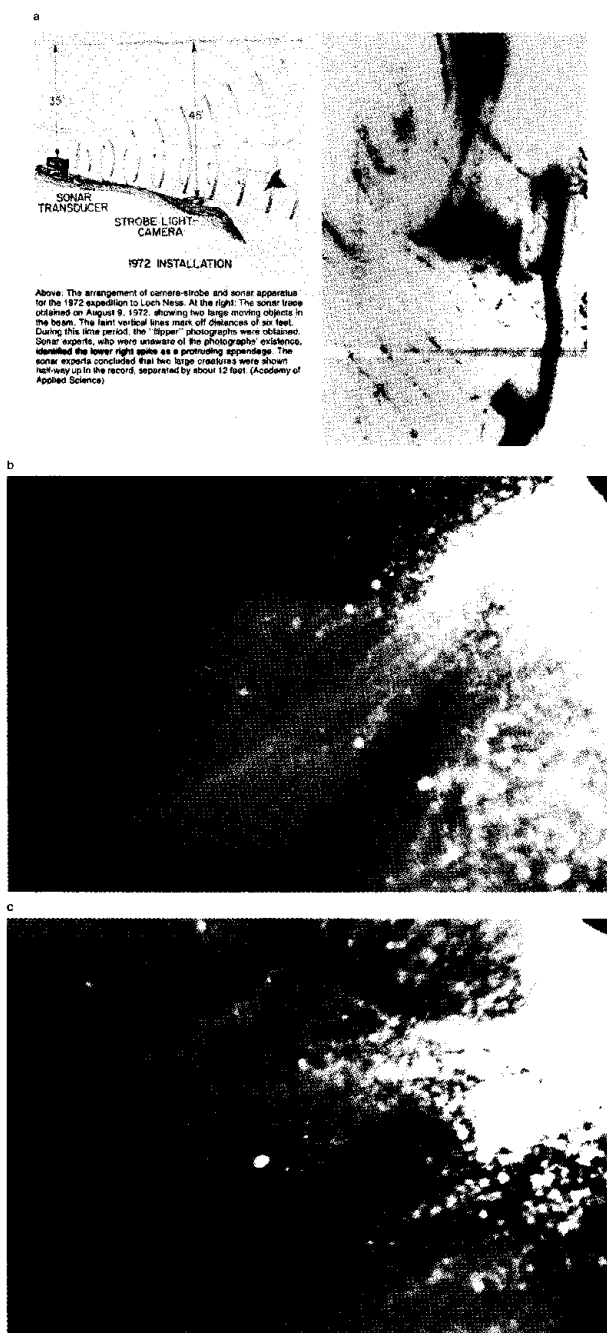 a
35'
45'
SONAR
TRANSDUCER
STROBE LIGHT-
CAMERA
1972 INSTALLATION
Above: The arrangement of camera-strobe and sonar apparatus
for the 1972 expedition to Loch Ness. At the right: The sonar trace
obtained on August 9, 1972, showing two large moving objects in
the beam. The faint vertical lines mark off distances of six feet.
During this time period, the "flipper" photographs were obtained.
Sonar experts, who were unaware of the photographs' existence,
identified the lower right spike as a protruding appendage. The
sonar experts concluded that two large creatures were shown
half-way up in the record, separated by about 12 feet. (Academy of
Applied Science)
b
c